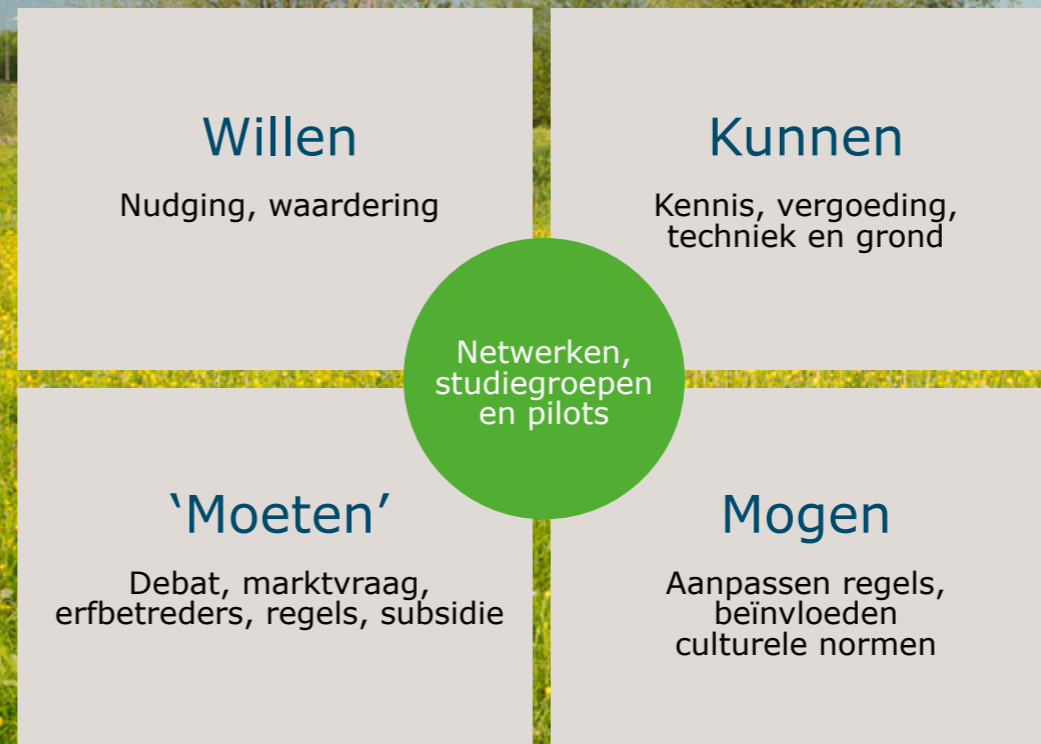 Willen
Nudging, waardering
Kunnen
Kennis, vergoeding,
techniek en grond
Netwerken,
studiegroepen
en pilots
‘Moeten’
Debat, marktvraag,
erfbetreders, regels, subsidie
Mogen
Aanpassen regels,
beïnvloeden
culturele normen